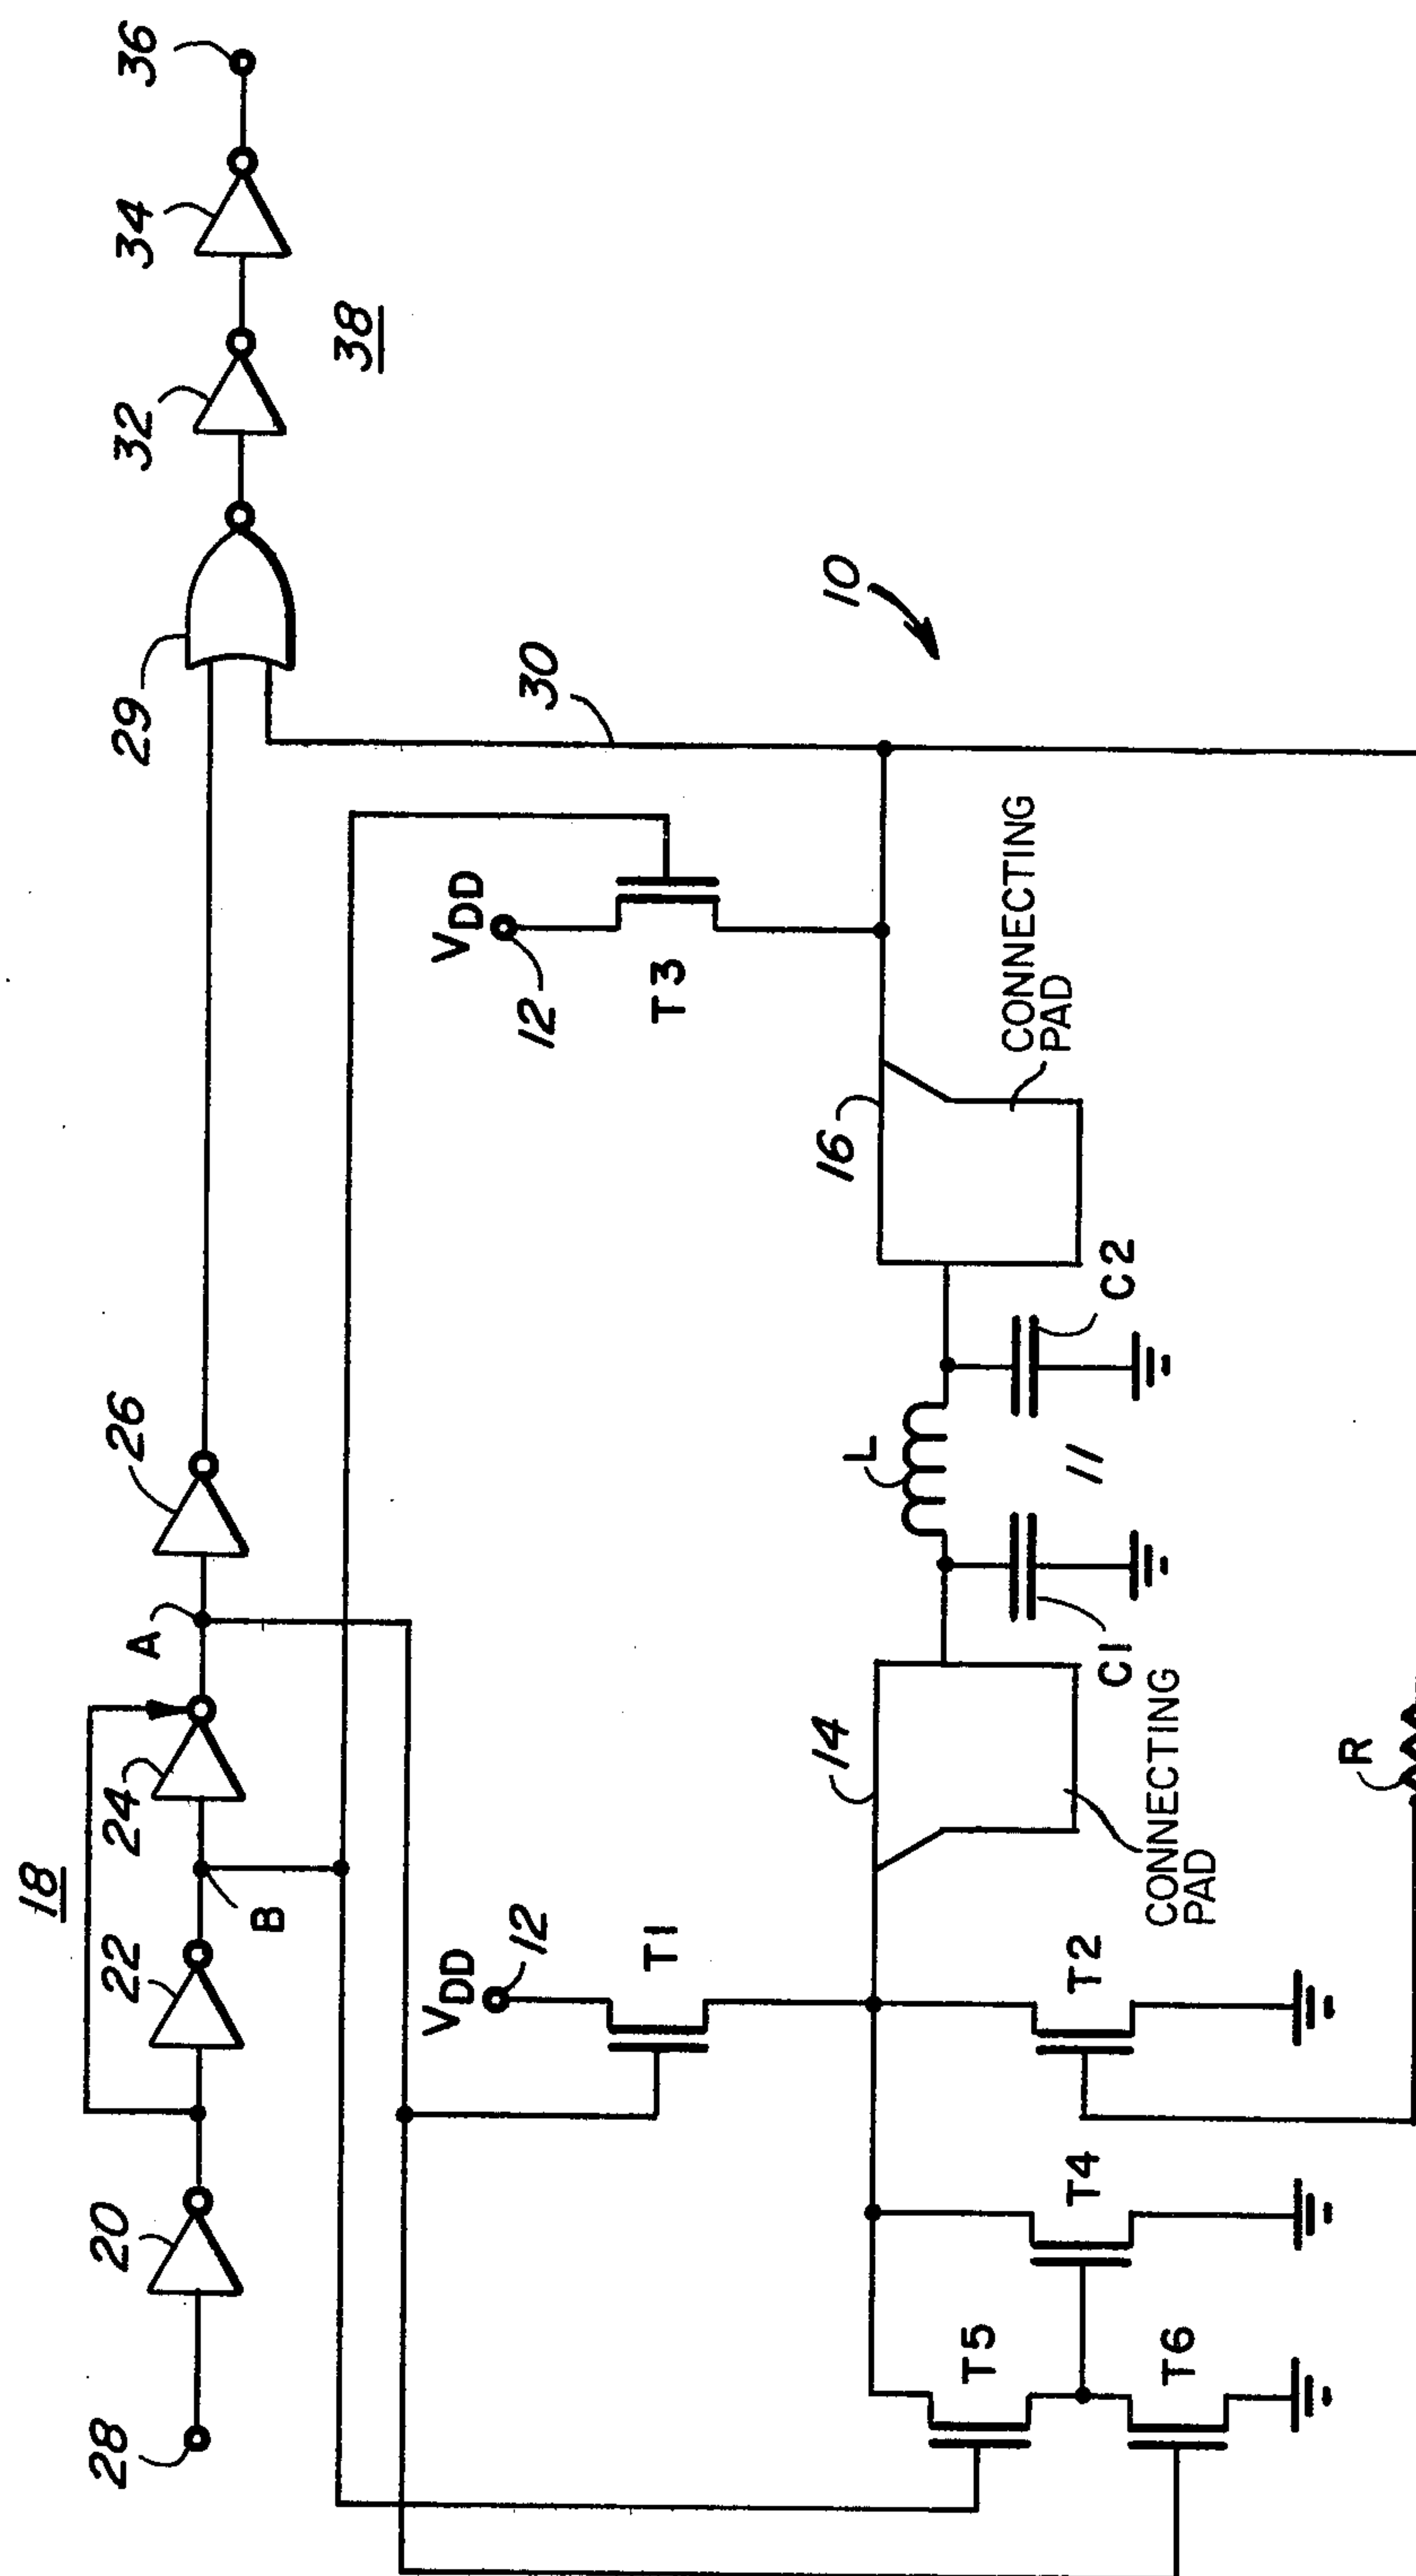 18
28
20
22
B
24
A
26
29
32
34
36
38
VDD
12
T1
VDD
12
T3
30
10
T5
T6
T4
T2
14
CONNECTING
PAD
C1
L
11
C2
16
CONNECTING
PAD
R